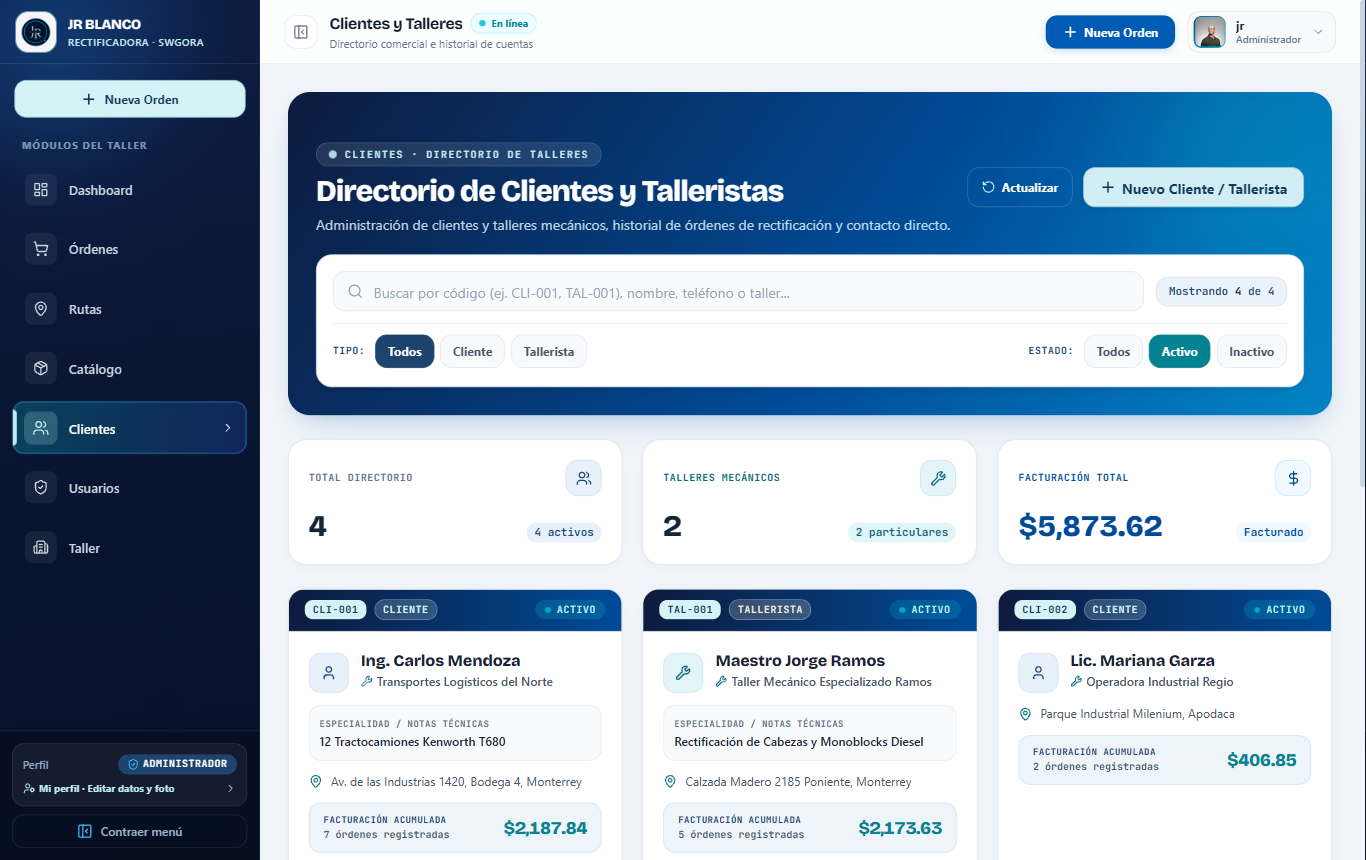 JR BLANCO
RECTIFICADORA · SWGORA
Nueva Orden
MÓDULOS DEL TALLER
Dashboard
Órdenes
Rutas
Catálogo
Clientes
Usuarios
Taller
Perfil
ADMINISTRADOR
Mi perfil · Editar datos y foto
Contraer menú
Clientes y Talleres
En línea
Directorio comercial e historial de cuentas
Nueva Orden
jr
Administrador
CLIENTES · DIRECTORIO DE TALLERES
Directorio de Clientes y Talleristas
Administración de clientes y talleres mecánicos, historial de órdenes de rectificación y contacto directo.
Actualizar
Nuevo Cliente / Tallerista
Buscar por código (ej. CLI-001, TAL-001), nombre, teléfono o taller...
Mostrando 4 de 4
TIPO:
Todos
Cliente
Tallerista
ESTADO:
Todos
Activo
Inactivo
TOTAL DIRECTORIO
4
4 activos
TALLERES MECÁNICOS
2
2 particulares
FACTURACIÓN TOTAL
$5,873.62
Facturado
CLI-001
CLIENTE
ACTIVO
Ing. Carlos Mendoza
Transportes Logísticos del Norte
ESPECIALIDAD / NOTAS TÉCNICAS
12 Tractocamiones Kenworth T680
Av. de las Industrias 1420, Bodega 4, Monterrey
FACTURACIÓN ACUMULADA
7 órdenes registradas
$2,187.84
TAL-001
TALLERISTA
ACTIVO
Maestro Jorge Ramos
Taller Mecánico Especializado Ramos
ESPECIALIDAD / NOTAS TÉCNICAS
Rectificación de Cabezas y Monoblocks Diesel
Calzada Madero 2185 Poniente, Monterrey
FACTURACIÓN ACUMULADA
5 órdenes registradas
$2,173.63
CLI-002
CLIENTE
ACTIVO
Lic. Mariana Garza
Operadora Industrial Regio
Parque Industrial Milenium, Apodaca
FACTURACIÓN ACUMULADA
2 órdenes registradas
$406.85